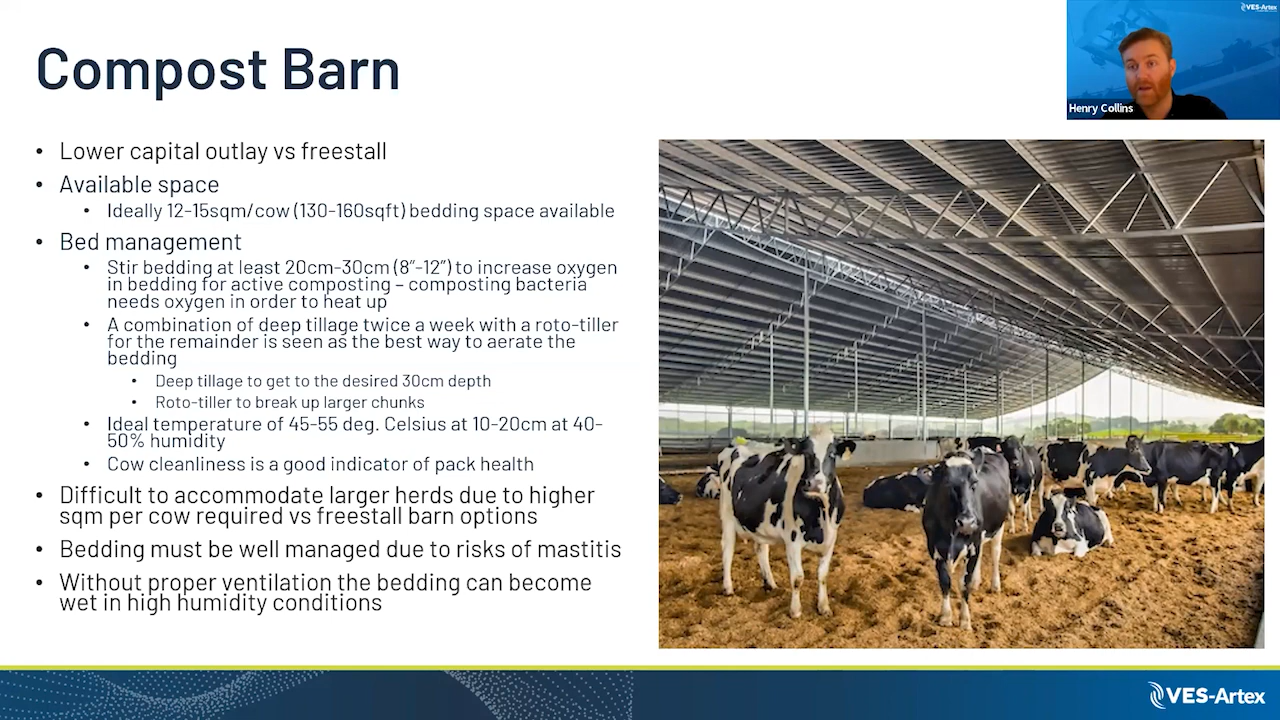 VES-Artex
Henry Collins
Compost Barn
• Lower capital outlay vs freestall
• Available space
• Ideally 12-15sqm/cow (130-160sqft) bedding space available
• Bed management
• Stir bedding at least 20cm-30cm (8”-12”) to increase oxygen
in bedding for active composting – composting bacteria
needs oxygen in order to heat up
• A combination of deep tillage twice a week with a roto-tiller
for the remainder is seen as the best way to aerate the
bedding
• Deep tillage to get to the desired 30cm depth
• Roto-tiller to break up larger chunks
• Ideal temperature of 45-55 deg. Celsius at 10-20cm at 40-
50% humidity
• Cow cleanliness is a good indicator of pack health
• Difficult to accommodate larger herds due to higher
sqm per cow required vs freestall barn options
• Bedding must be well managed due to risks of mastitis
• Without proper ventilation the bedding can become
wet in high humidity conditions
VES-Artex